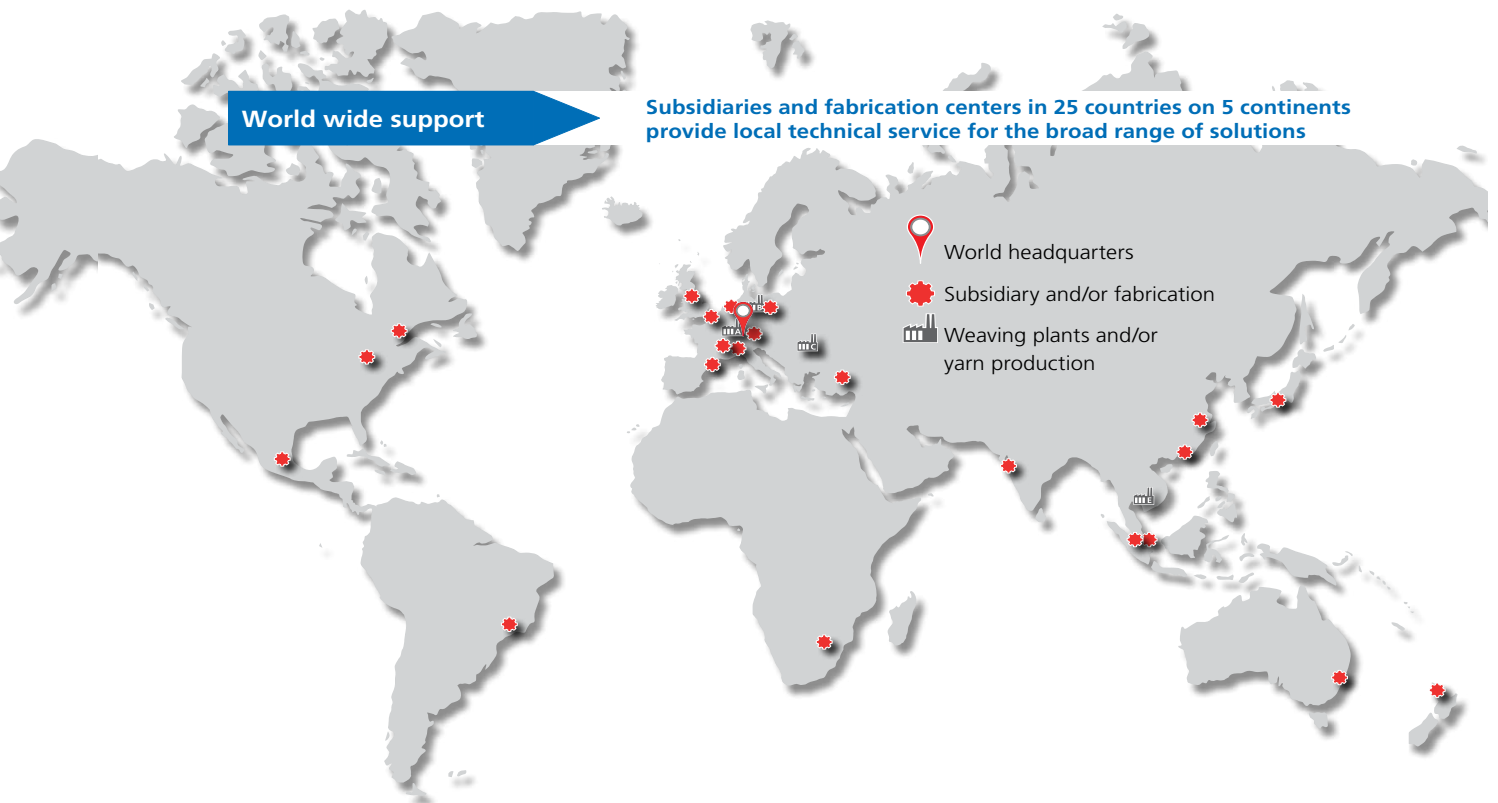 World wide support
Subsidiaries and fabrication centers in 25 countries on 5 continents
provide local technical service for the broad range of solutions
World headquarters
Subsidiary and/or fabrication
Weaving plants and/or
yarn production
A
C
E